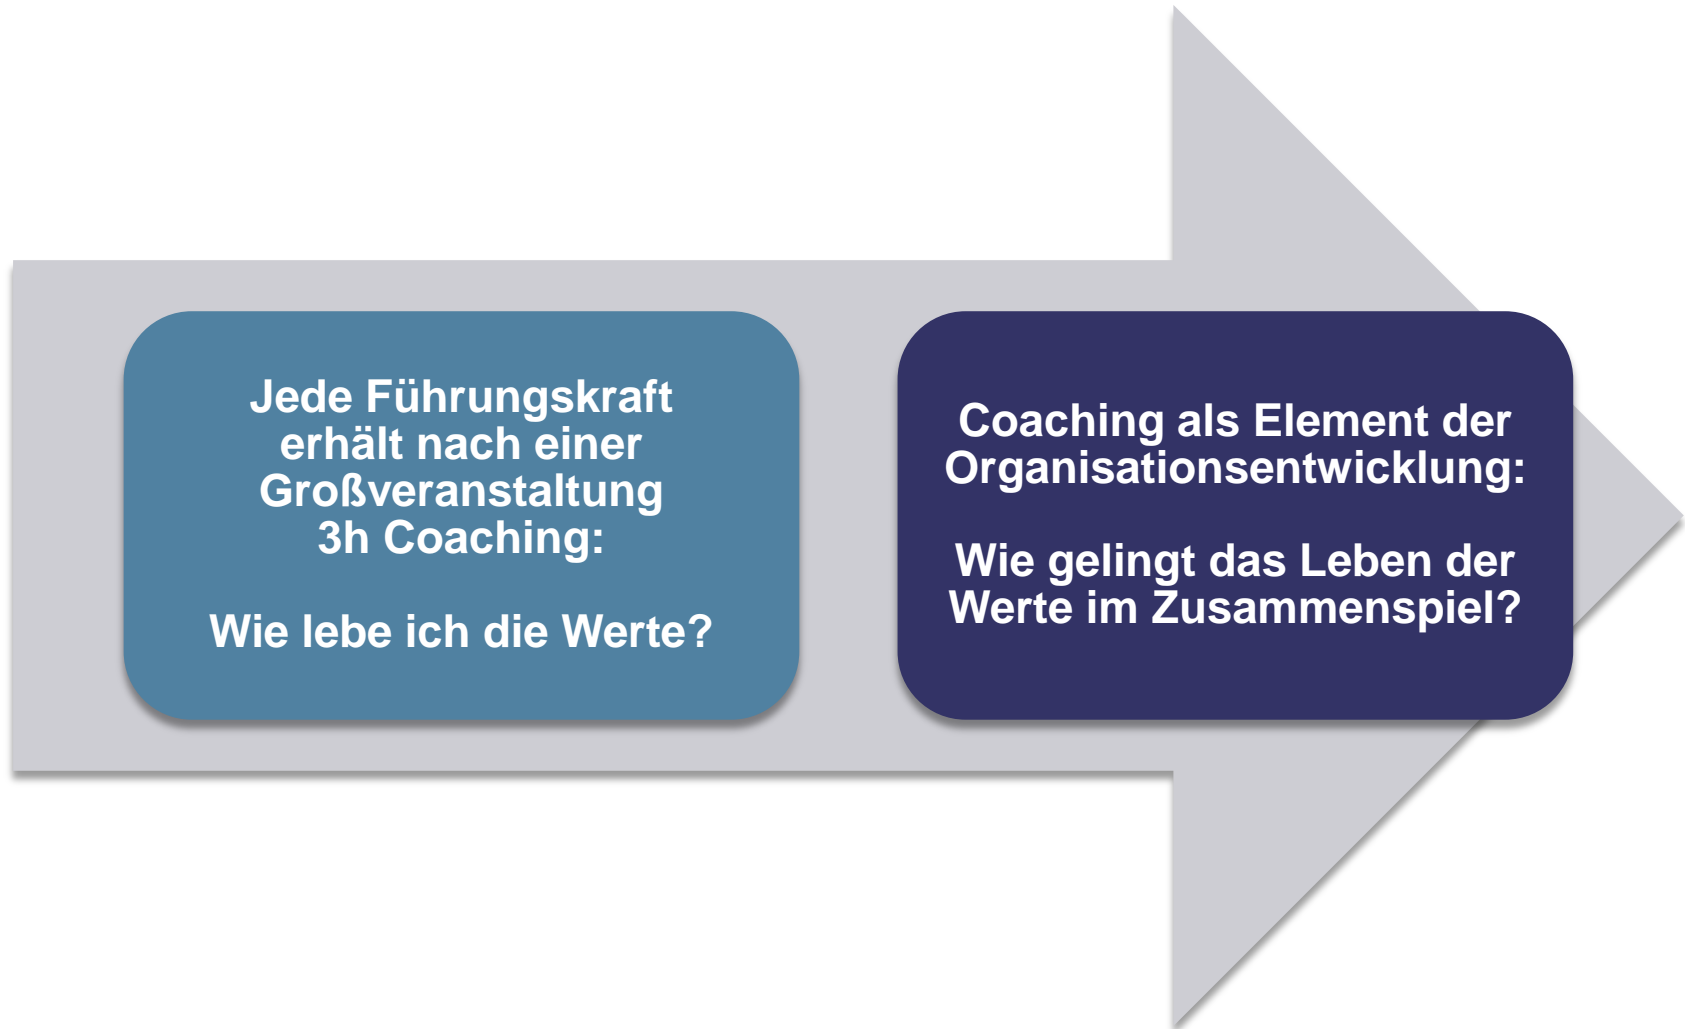 Jede Führungskraft
erhält nach einer
Großveranstaltung
3h Coaching:
Wie lebe ich die Werte?
Coaching als Element der
Organisationsentwicklung:
Wie gelingt das Leben der
Werte im Zusammenspiel?